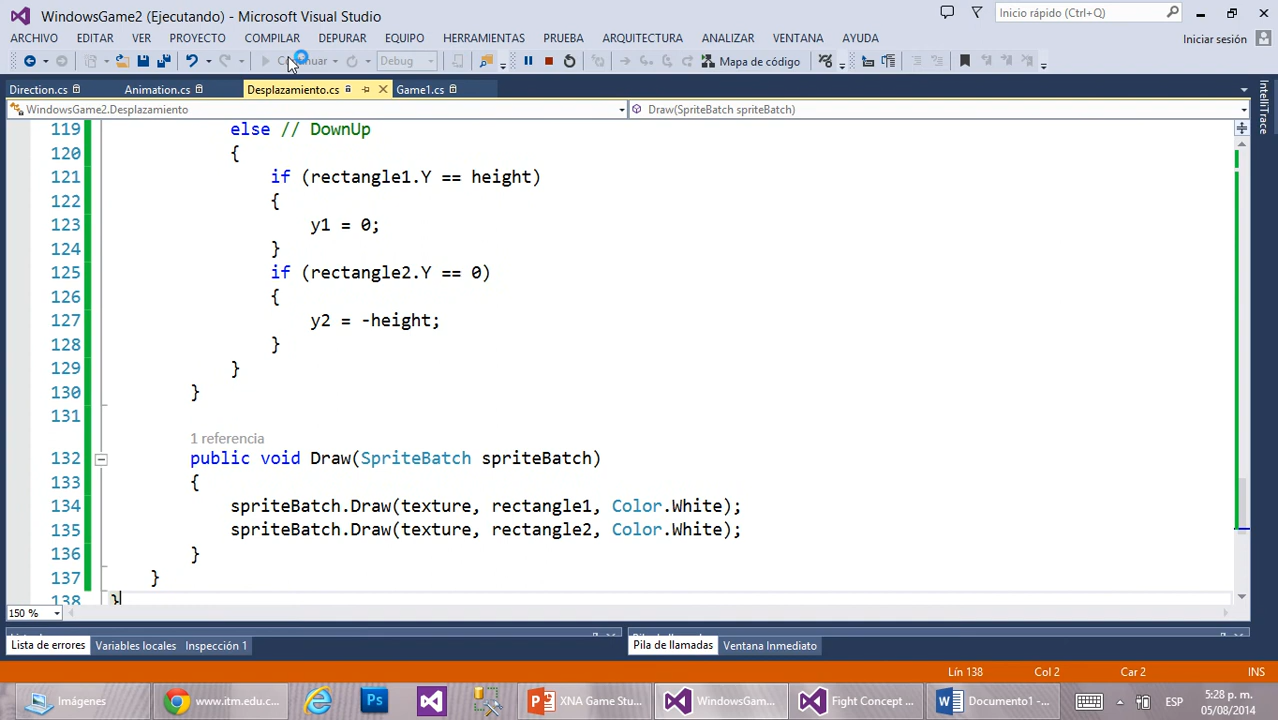 WindowsGame2 (Ejecutando) - Microsoft Visual Studio
Inicio rápido (Ctrl+Q)
ARCHIVO EDITAR VER PROYECTO COMPILAR DEPURAR EQUIPO HERRAMIENTAS PRUEBA ARQUITECTURA ANALIZAR VENTANA AYUDA
Iniciar sesión
Continuar Debug Mapa de código
Direction.cs Animation.cs Desplazamiento.cs Game1.cs
WindowsGame2.Desplazamiento Draw(SpriteBatch spriteBatch)
IntelliTrace
119 else // DownUp
120 {
121 if (rectangle1.Y == height)
122 {
123 y1 = 0;
124 }
125 if (rectangle2.Y == 0)
126 {
127 y2 = -height;
128 }
129 }
130 }
131
1 referencia
132 public void Draw(SpriteBatch spriteBatch)
133 {
134 spriteBatch.Draw(texture, rectangle1, Color.White);
135 spriteBatch.Draw(texture, rectangle2, Color.White);
136 }
137 }
138 }
150 %
Lista de errores Variables locales Inspección 1 Pila de llamadas Ventana Inmediato
Lín 138 Col 2 Car 2 INS
Imágenes www.itm.edu.c... Ps XNA Game Stu... WindowsGam... Fight Concept ... Documento1 -... ESP
5:28 p. m.
05/08/2014